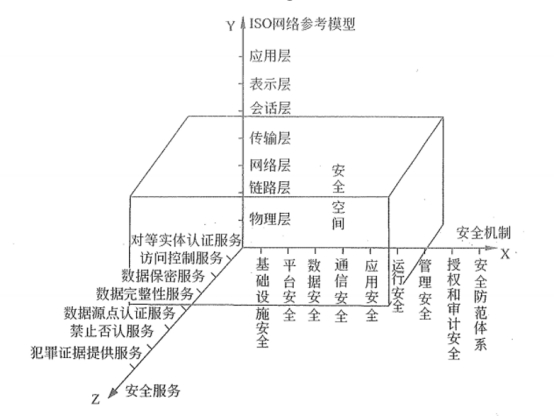 Y
ISO网络参考模型
应用层
表示层
会话层
传输层
网络层
链路层
物理层
安全空间
安全机制
X
基础设施安全
平台安全
数据安全
通信安全
应用安全
运行安全
管理安全
授权和审计安全
安全防范体系
对等实体认证服务
访问控制服务
数据保密服务
数据完整性服务
数据源点认证服务
禁止否认服务
犯罪证据提供服务
安全服务
Z